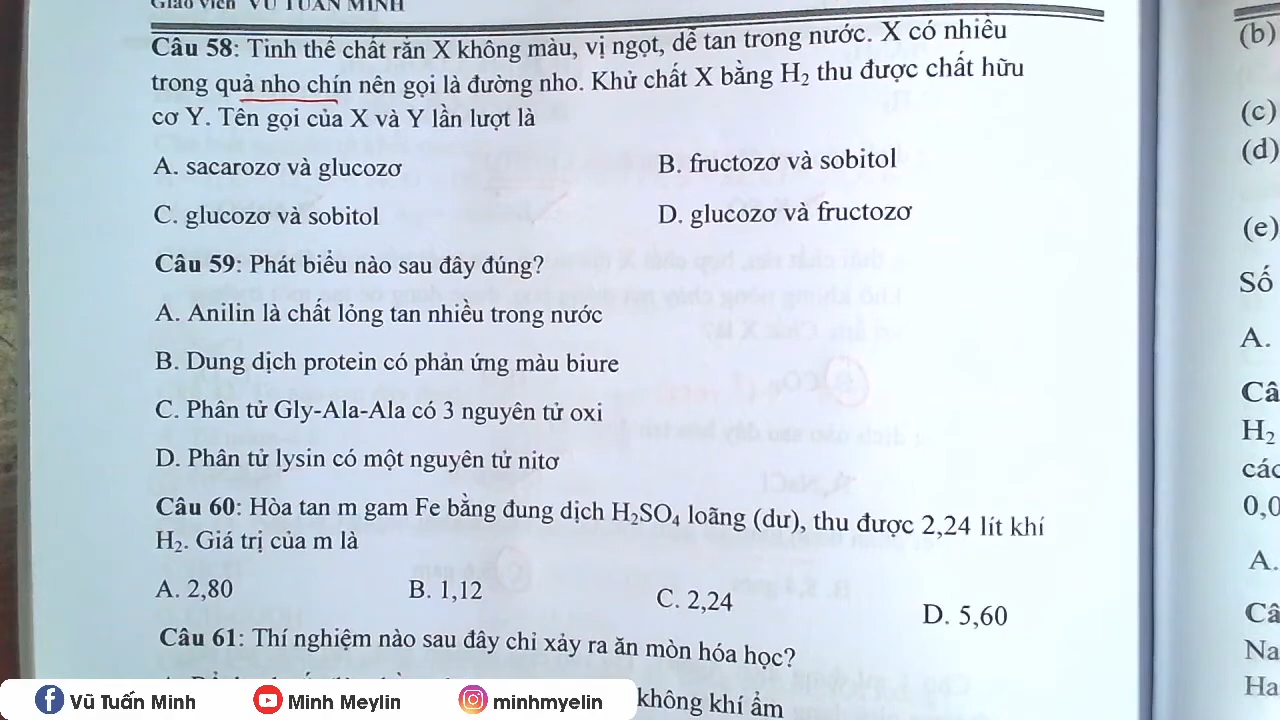 Giáo viên VŨ TUẤN MINH
Câu 58: Tinh thể chất rắn X không màu, vị ngọt, dễ tan trong nước. X có nhiều
trong quả nho chín nên gọi là đường nho. Khử chất X bằng H₂ thu được chất hữu
cơ Y. Tên gọi của X và Y lần lượt là
A. sacarozơ và glucozơ
B. fructozơ và sobitol
C. glucozơ và sobitol
D. glucozơ và fructozơ
Câu 59: Phát biểu nào sau đây đúng?
A. Anilin là chất lỏng tan nhiều trong nước
B. Dung dịch protein có phản ứng màu biure
C. Phân tử Gly-Ala-Ala có 3 nguyên tử oxi
D. Phân tử lysin có một nguyên tử nitơ
Câu 60: Hòa tan m gam Fe bằng đung dịch H₂SO₄ loãng (dư), thu được 2,24 lít khí
H₂. Giá trị của m là
A. 2,80
B. 1,12
C. 2,24
D. 5,60
Câu 61: Thí nghiệm nào sau đây chỉ xảy ra ăn mòn hóa học?
không khí ẩm
(b)
(c)
(d)
(e)
Số
A.
Câ
H₂
các
0,0
A.
Câ
Na
Ha
Vũ Tuấn Minh
Minh Meylin
minhmyelin